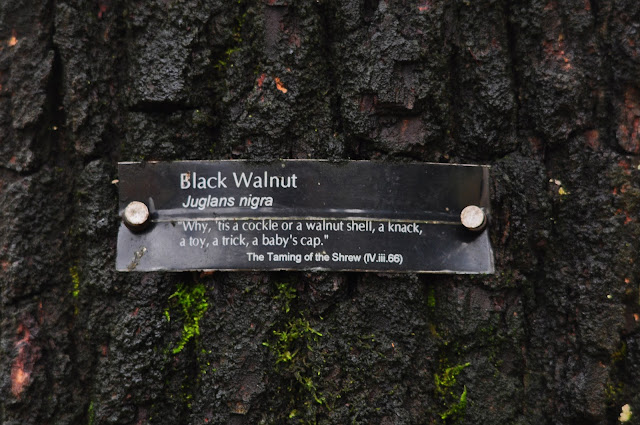 Black Walnut
Juglans nigra
Why, 'tis a cockle or a walnut shell, a knack,
a toy, a trick, a baby's cap."
The Taming of the Shrew (IV.iii.66)